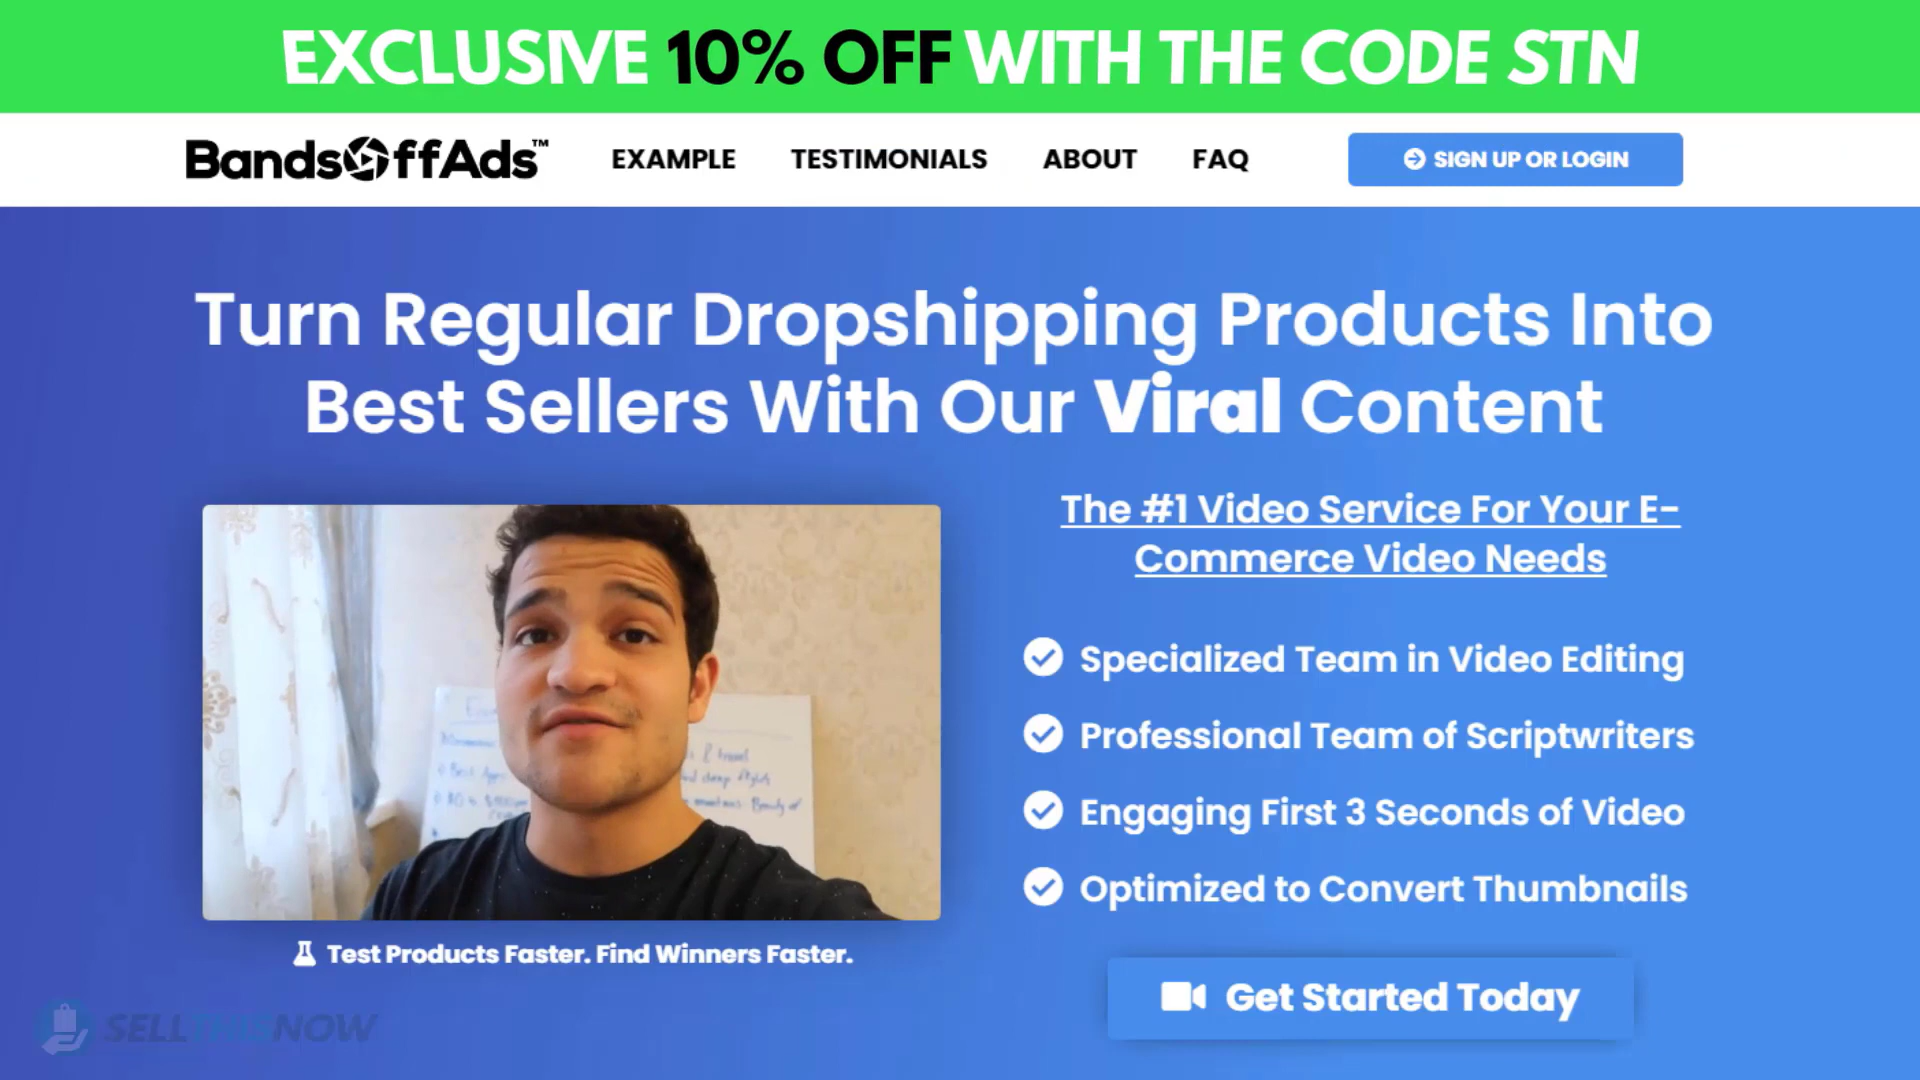 EXCLUSIVE 10% OFF WITH THE CODE STN
BandsOffAds™
EXAMPLE
TESTIMONIALS
ABOUT
FAQ
SIGN UP OR LOGIN
Turn Regular Dropshipping Products Into
Best Sellers With Our Viral Content
The #1 Video Service For Your E-
Commerce Video Needs
Specialized Team in Video Editing
Professional Team of Scriptwriters
Engaging First 3 Seconds of Video
Optimized to Convert Thumbnails
& travel
Test Products Faster. Find Winners Faster.
Get Started Today
SELLTHISNOW